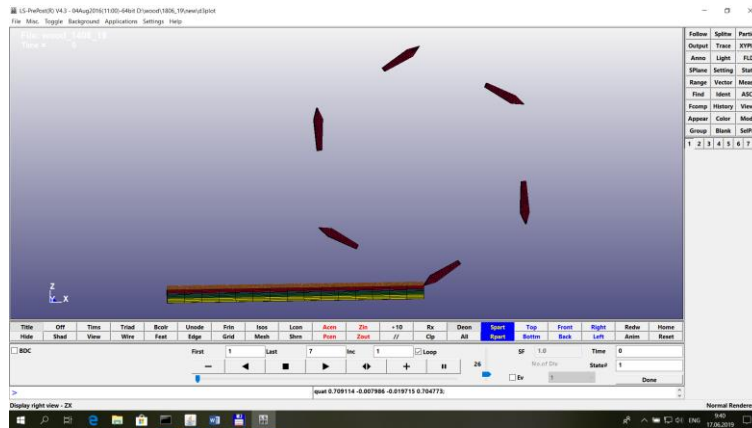 LS-PrePost(R) V4.3 - 04Aug2016(11:00)-64bit D:\wood\1806_19\new\d3plot
File Misc. Toggle Background Applications Settings Help
Follow Splitw
Output Trace
Anno Light
SPlane Setting
Range Vector
Find Ident
Fcomp History
Appear Color
Group Blank
1 2 3 4 5 6 7
Z
X
Title Off Tims Triad Bcolr Unode Frin Isos Lcon Acen Zin +10 Rx Deon Spart Top Front Right Redw Home
Hide Shad View Wire Feat Edge Grid Mesh Shrn Pcen Zout // Clp All Rpart Bottm Back Left Anim Reset
BDC First 1 Last 7 Inc 1 Loop SF 1.0 Time 0
26 No.of Div State# 1
Ev 1 Done
> quat 0.709114 -0.007986 -0.019715 0.704773;
Display right view - ZX Normal Rendere
ENG 9:40
17.06.2019